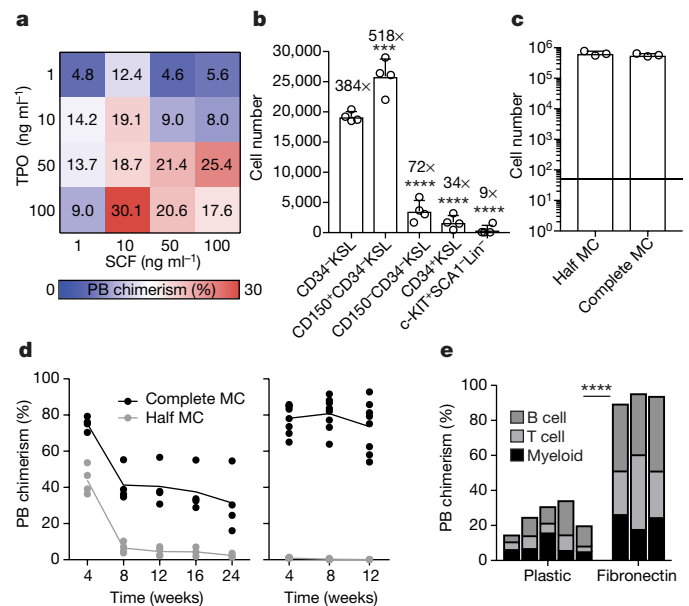 a
TPO (ng ml⁻¹)
1 4.8 12.4 4.6 5.6
10 14.2 19.1 9.0 8.0
50 13.7 18.7 21.4 25.4
100 9.0 30.1 20.6 17.6
1 10 50 100
SCF (ng ml⁻¹)
0 PB chimerism (%) 30
b
Cell number
30,000
25,000
20,000
15,000
10,000
5,000
0
384×
518×
***
72×
****
34×
****
9×
****
CD34⁻KSL
CD150⁺CD34⁻KSL
CD150⁻CD34⁻KSL
CD34⁺KSL
c-KIT⁺SCA1⁻Lin⁻
c
Cell number
10⁶
10⁵
10⁴
10³
10²
10¹
10⁰
Half MC
Complete MC
d
PB chimerism (%)
80
60
40
20
0
Complete MC
Half MC
4 8 12 16 24
Time (weeks)
4 8 12
Time (weeks)
e
PB chimerism (%)
100
80
60
40
20
0
B cell
T cell
Myeloid
****
Plastic
Fibronectin